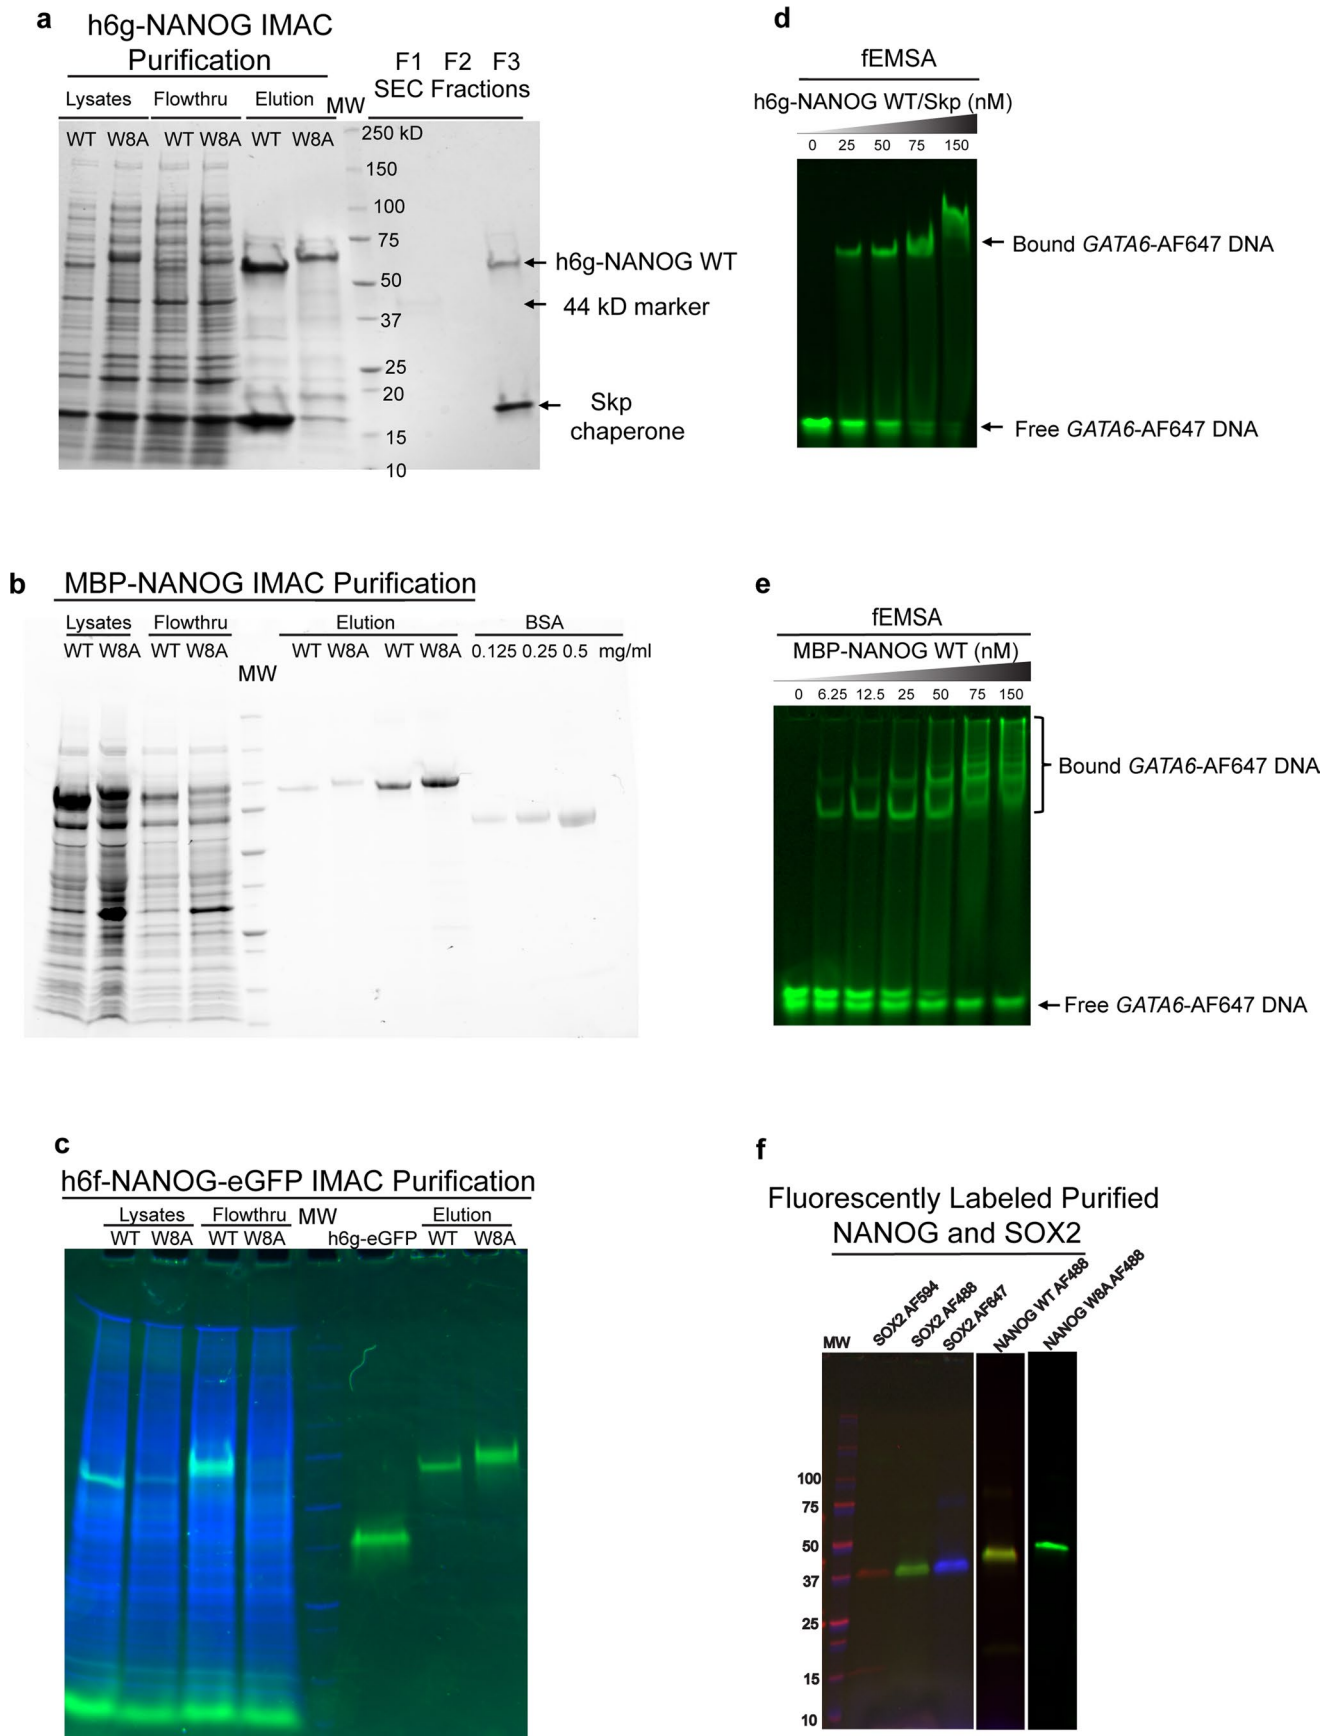 a
h6g-NANOG IMAC
Purification
F1 F2 F3
SEC Fractions
Lysates Flowthru Elution MW
WT W8A WT W8A WT W8A
250 kD
150
100
75
50
37
25
20
15
10
h6g-NANOG WT
44 kD marker
Skp
chaperone
b
MBP-NANOG IMAC Purification
Lysates Flowthru Elution BSA
WT W8A WT W8A WT W8A WT W8A 0.125 0.25 0.5 mg/ml
MW
c
h6f-NANOG-eGFP IMAC Purification
Lysates Flowthru MW Elution
WT W8A WT W8A h6g-eGFP WT W8A
d
fEMSA
h6g-NANOG WT/Skp (nM)
0 25 50 75 150
Bound GATA6-AF647 DNA
Free GATA6-AF647 DNA
e
fEMSA
MBP-NANOG WT (nM)
0 6.25 12.5 25 50 75 150
Bound GATA6-AF647 DNA
Free GATA6-AF647 DNA
f
Fluorescently Labeled Purified
NANOG and SOX2
MW
SOX2 AF594
SOX2 AF488
SOX2 AF647
NANOG WT AF488
NANOG W8A AF488
100
75
50
37
25
15
10